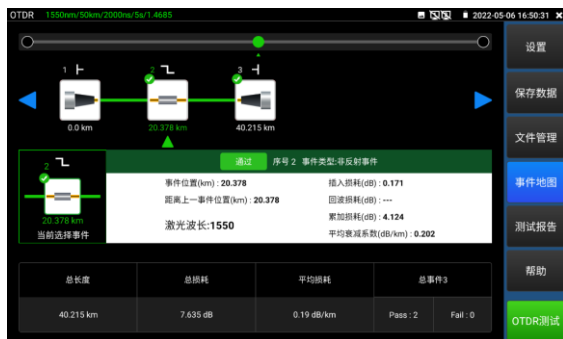 OTDR 1550nm/50km/2000ns/5s/1.4685 2022-05-06 16:50:31
设置
保存数据
文件管理
事件地图
测试报告
帮助
OTDR测试
1 2 3
0.0 km 20.378 km 40.215 km
2
20.378 km
当前选择事件
通过 序号 2 事件类型:非反射事件
事件位置(km) : 20.378 插入损耗(dB) : 0.171
距离上一事件位置(km) : 20.378 回波损耗(dB) : ---
激光波长:1550 累加损耗(dB) : 4.124
平均衰减系数(dB/km) : 0.202
总长度 总损耗 平均损耗 总事件3
40.215 km 7.635 dB 0.19 dB/km Pass : 2 Fail : 0